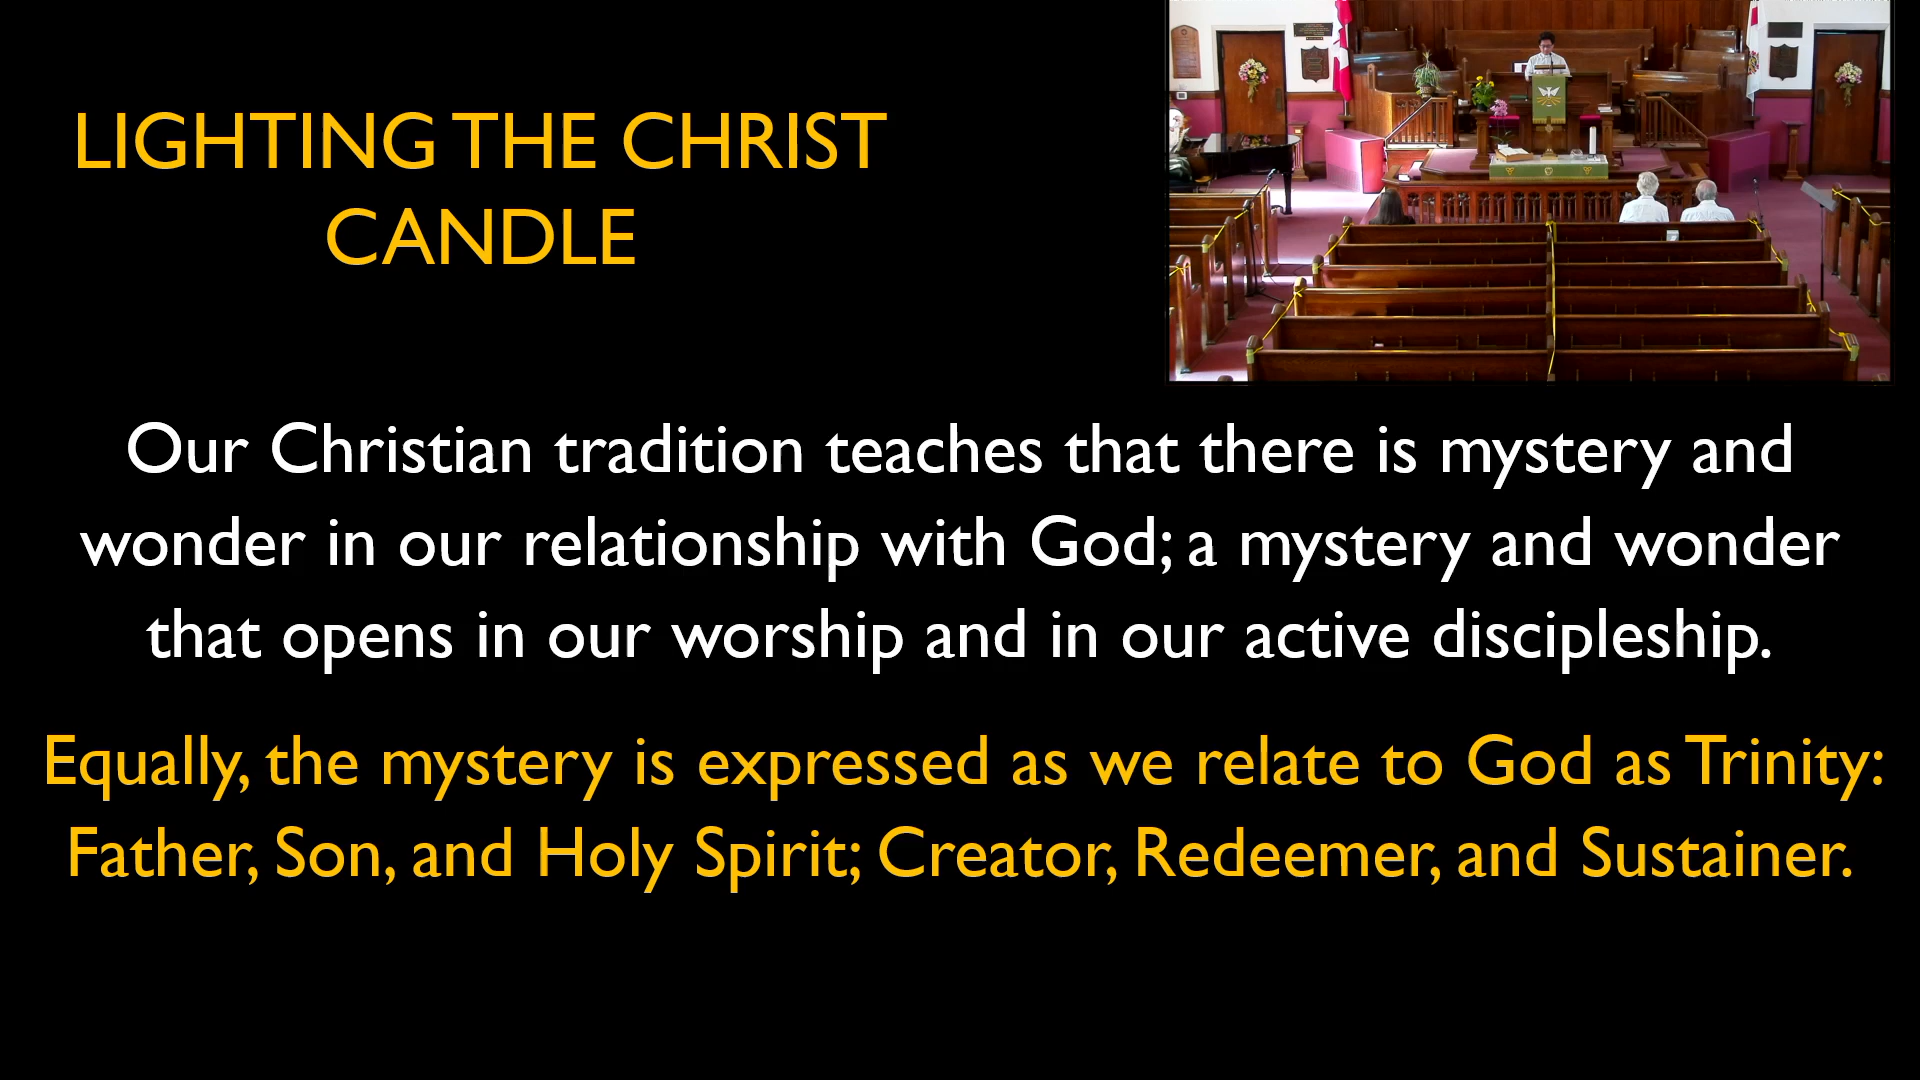 LIGHTING THE CHRIST
CANDLE
Our Christian tradition teaches that there is mystery and
wonder in our relationship with God; a mystery and wonder
that opens in our worship and in our active discipleship.
Equally, the mystery is expressed as we relate to God as Trinity:
Father, Son, and Holy Spirit; Creator, Redeemer, and Sustainer.